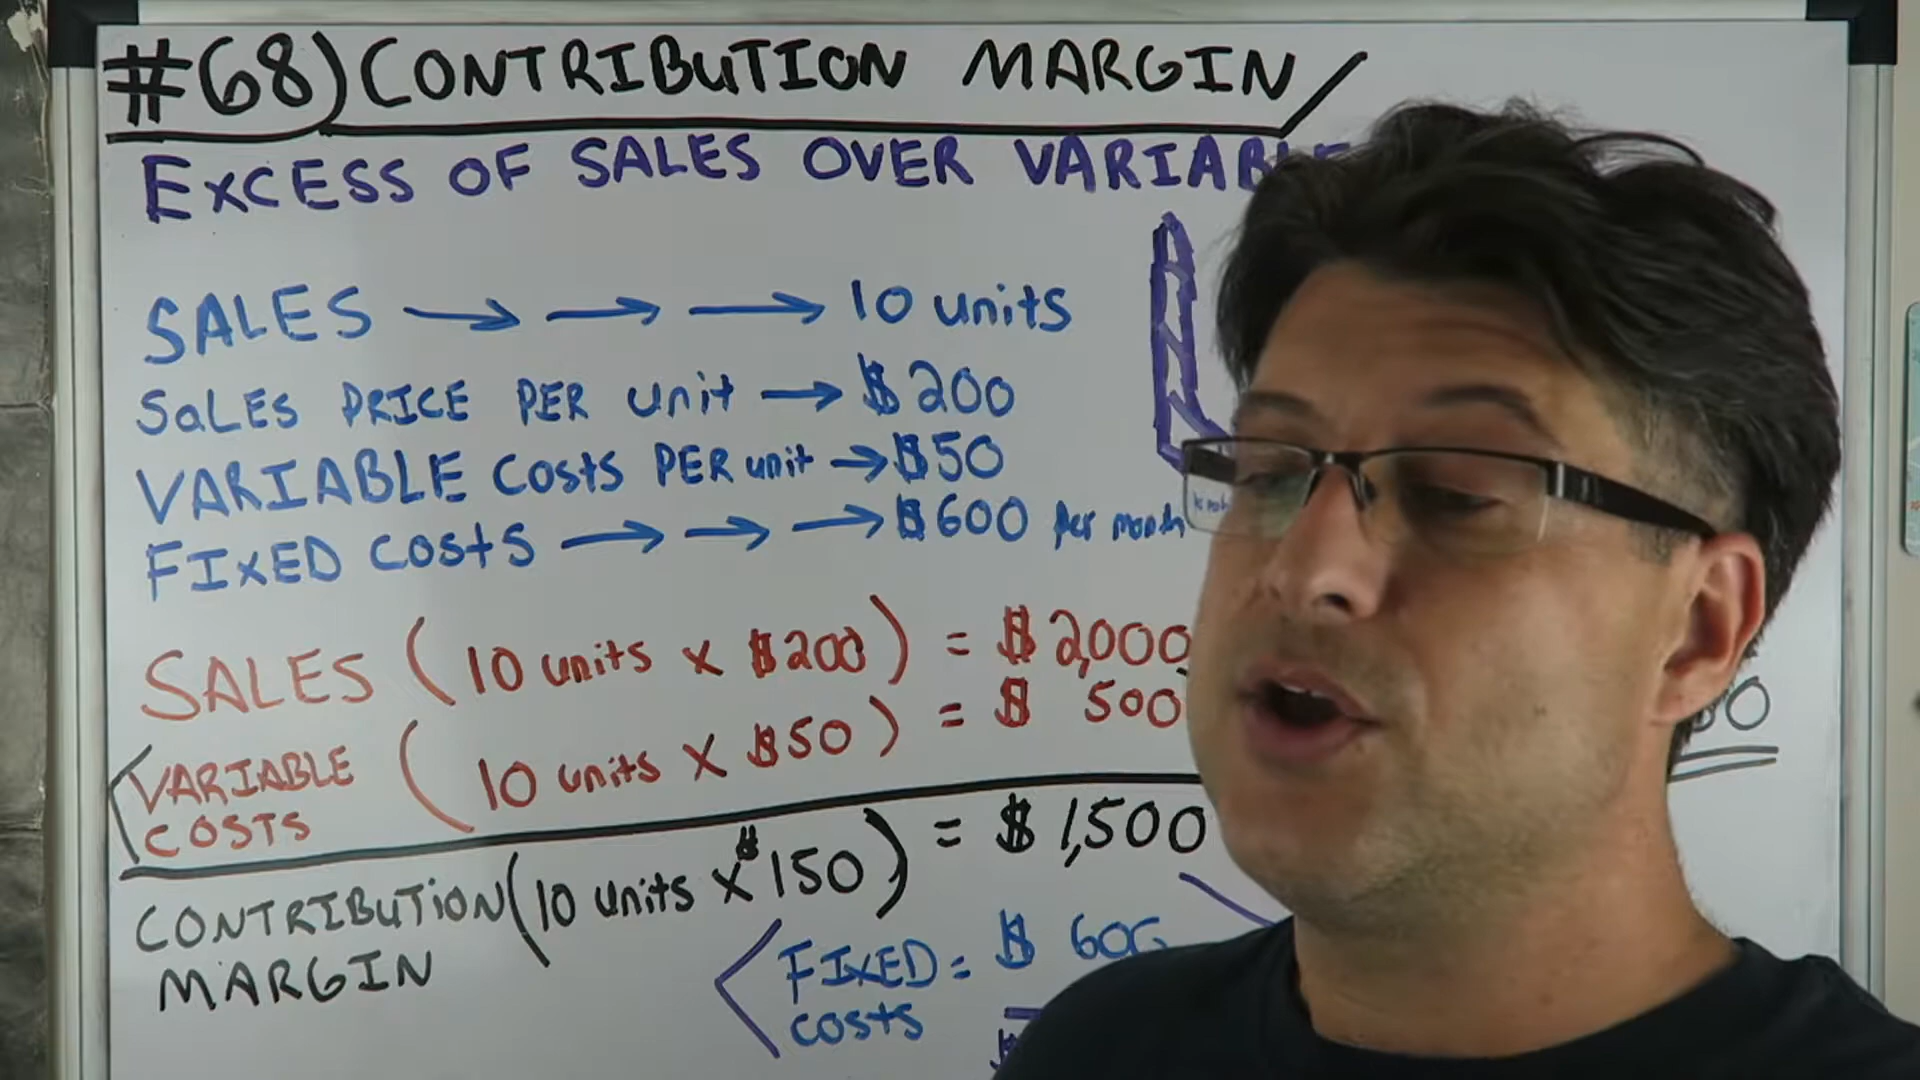 #68) CONTRIBUTION MARGIN
EXCESS OF SALES OVER
SALES → → → 10 units
SALES PRICE PER unit → $200
VARIABLE COSTS PER unit → $50
FIXED COSTS → → → $600 per month
SALES ( 10 units x $200 ) = $2,000
VARIABLE COSTS ( 10 units x $50 ) = $ 500
CONTRIBUTION MARGIN ( 10 units x $150 ) = $1,500
FIXED COSTS = $ 600